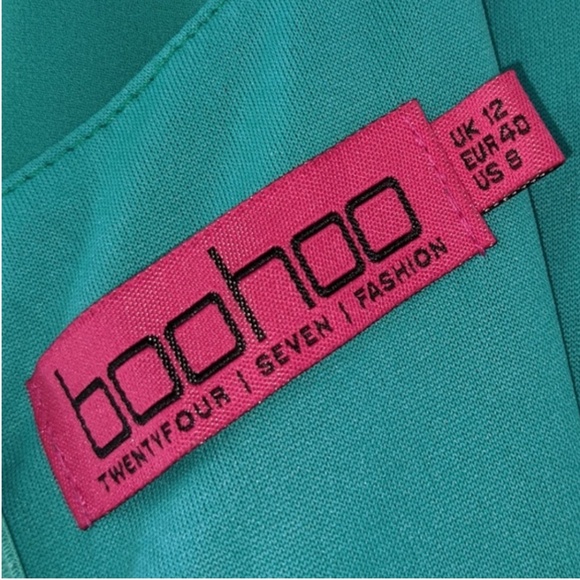 boohoo
TWENTYFOUR | SEVEN | FASHION
UK 12
EUR 40
US 8